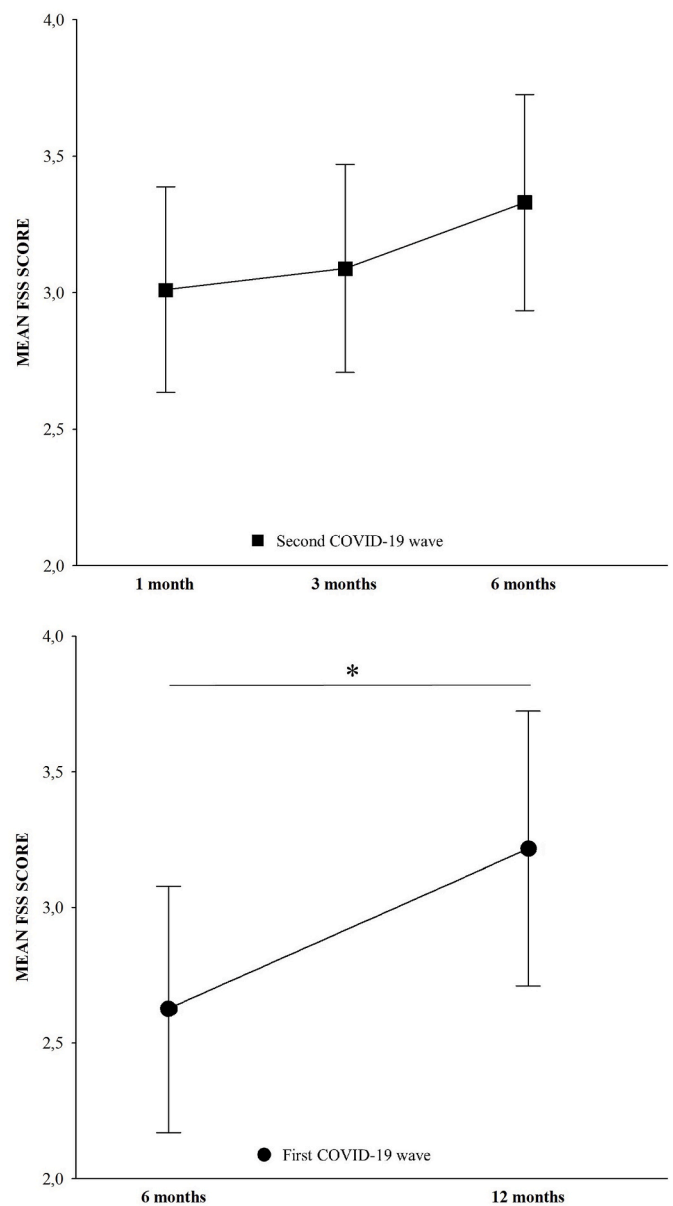 4,0
3,5
3,0
2,5
2,0
MEAN FSS SCORE
Second COVID-19 wave
1 month 3 months 6 months
4,0
*
3,5
3,0
2,5
2,0
MEAN FSS SCORE
First COVID-19 wave
6 months 12 months